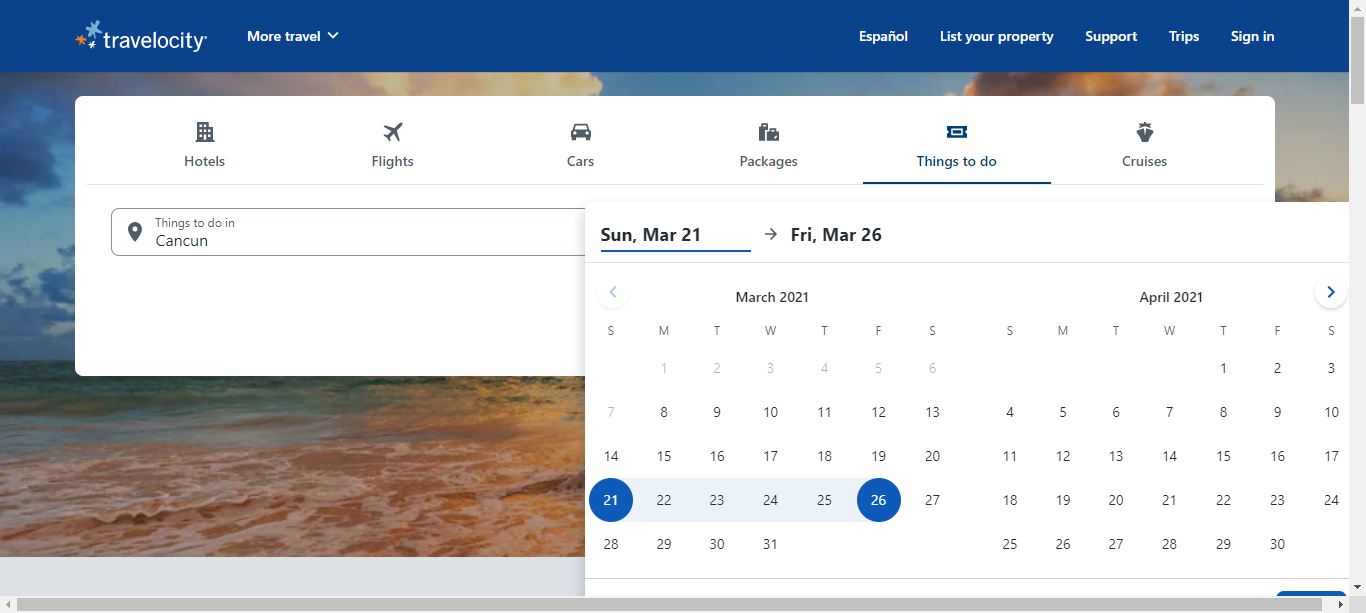 travelocity
More travel
Español
List your property
Support
Trips
Sign in
Hotels
Flights
Cars
Packages
Things to do
Cruises
Things to do in
Cancun
Sun, Mar 21
Fri, Mar 26
March 2021
S M T W T F S
1 2 3 4 5 6
7 8 9 10 11 12 13
14 15 16 17 18 19 20
21 22 23 24 25 26 27
28 29 30 31
April 2021
S M T W T F S
1 2 3
4 5 6 7 8 9 10
11 12 13 14 15 16 17
18 19 20 21 22 23 24
25 26 27 28 29 30